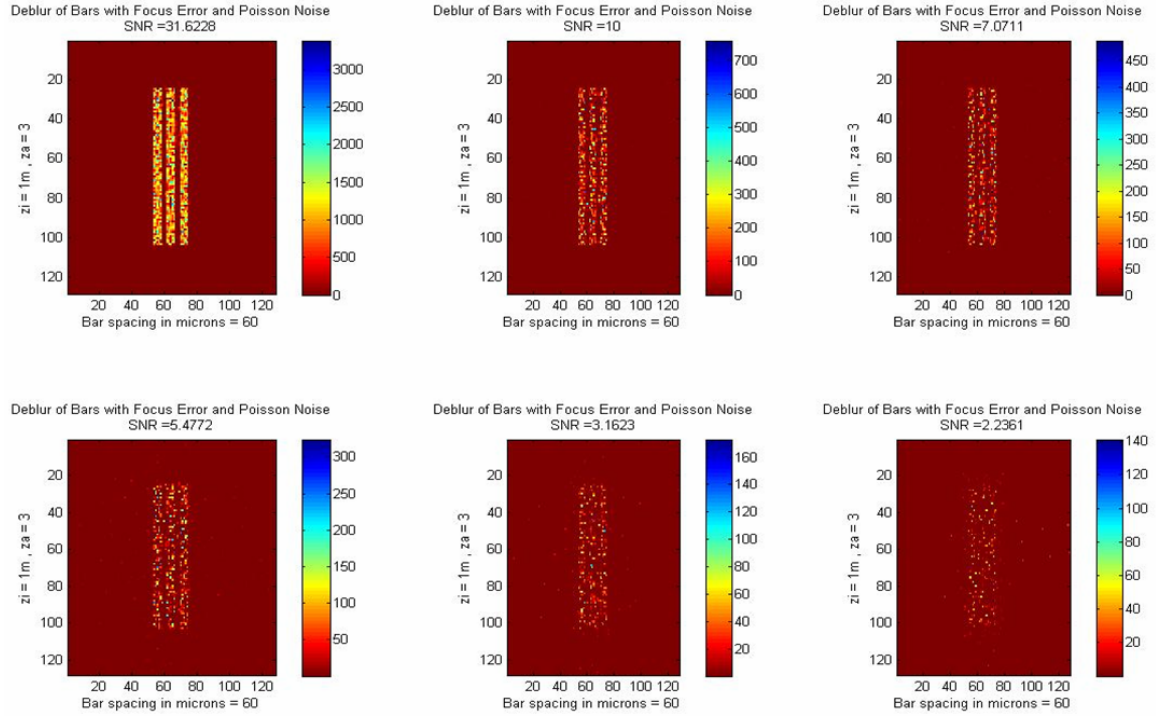 Deblur of Bars with Focus Error and Poisson Noise
SNR =31.6228
20
40
60
80
100
120
zi = 1m , za = 3
20 40 60 80 100 120
Bar spacing in microns = 60
3000
2500
2000
1500
1000
500
0
Deblur of Bars with Focus Error and Poisson Noise
SNR =10
20
40
60
80
100
120
zi = 1m , za = 3
20 40 60 80 100 120
Bar spacing in microns = 60
700
600
500
400
300
200
100
0
Deblur of Bars with Focus Error and Poisson Noise
SNR =7.0711
20
40
60
80
100
120
zi = 1m , za = 3
20 40 60 80 100 120
Bar spacing in microns = 60
450
400
350
300
250
200
150
100
50
0
Deblur of Bars with Focus Error and Poisson Noise
SNR =5.4772
20
40
60
80
100
120
zi = 1m , za = 3
20 40 60 80 100 120
Bar spacing in microns = 60
300
250
200
150
100
50
Deblur of Bars with Focus Error and Poisson Noise
SNR =3.1623
20
40
60
80
100
120
zi = 1m , za = 3
20 40 60 80 100 120
Bar spacing in microns = 60
160
140
120
100
80
60
40
20
Deblur of Bars with Focus Error and Poisson Noise
SNR =2.2361
20
40
60
80
100
120
zi = 1m , za = 3
20 40 60 80 100 120
Bar spacing in microns = 60
140
120
100
80
60
40
20